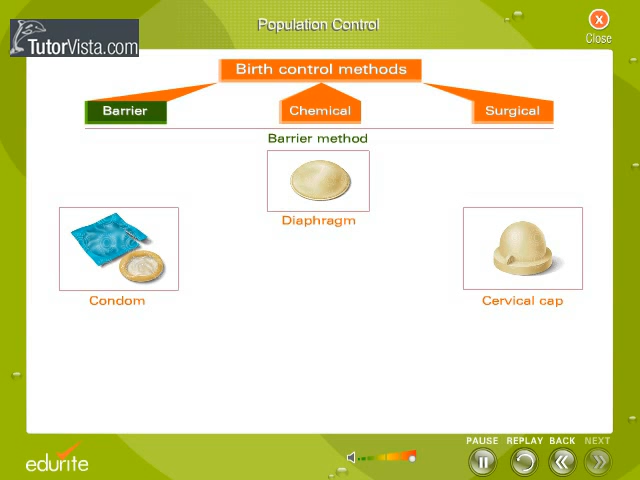 Population Control
X
Close
TutorVista.com
Birth control methods
Barrier
Chemical
Surgical
Barrier method
Diaphragm
Condom
Cervical cap
PAUSE REPLAY BACK NEXT
edurite